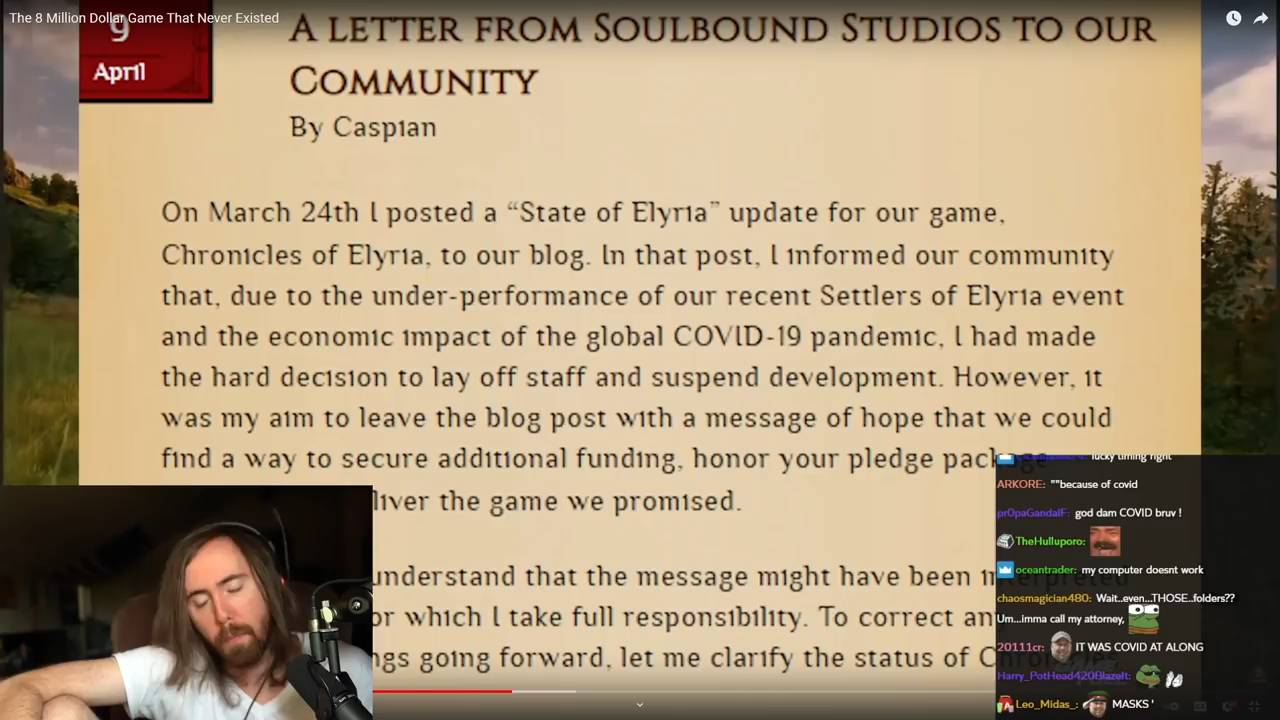 The 8 Million Dollar Game That Never Existed
9
April
A LETTER FROM SOULBOUND STUDIOS TO OUR
COMMUNITY
By Caspian
On March 24th I posted a “State of Elyria” update for our game,
Chronicles of Elyria, to our blog. In that post, I informed our community
that, due to the under-performance of our recent Settlers of Elyria event
and the economic impact of the global COVID-19 pandemic, I had made
the hard decision to lay off staff and suspend development. However, it
was my aim to leave the blog post with a message of hope that we could
find a way to secure additional funding, honor your pledge package
liver the game we promised.
understand that the message might have been interpreted
or which I take full responsibility. To correct an
ngs going forward, let me clarify the status of Chronicle
lucky timing right
ARKORE: ""because of covid
pr0paGandalF: god dam COVID bruv !
TheHulluporo:
oceantrader: my computer doesnt work
chaosmagician480: Wait..even...THOSE..folders??
Um...imma call my attorney,
20111cr: IT WAS COVID AT ALONG
Harry_PotHead420Blazelt:
Leo_Midas_: MASKS '